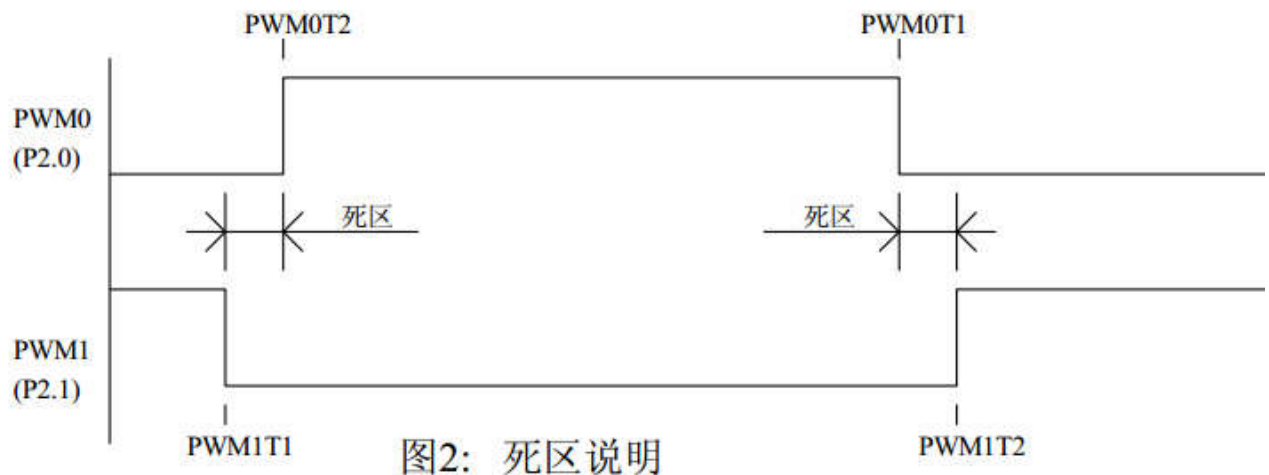 PWM0T2
PWM0T1
PWM0
(P2.0)
死区
死区
PWM1
(P2.1)
PWM1T1
PWM1T2
图2: 死区说明